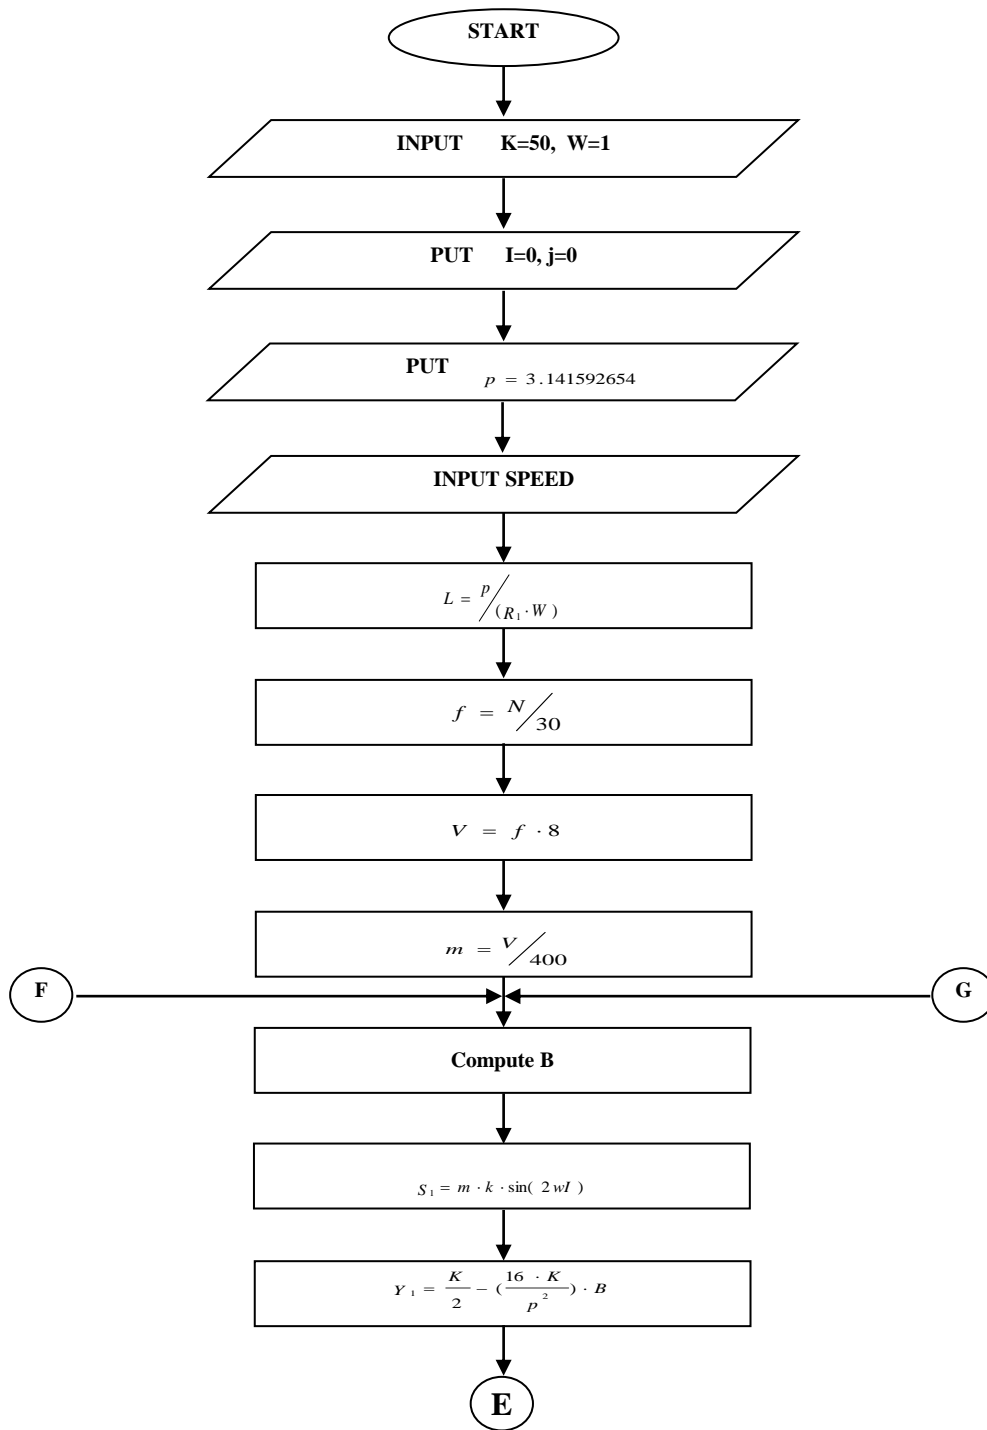 START
INPUT K=50, W=1
PUT I=0, j=0
PUT p = 3.141592654
INPUT SPEED
L = p/(R₁·W)
f = N/30
V = f · 8
m = V/400
F
G
Compute B
S₁ = m · k · sin( 2wI )
Y₁ = K/2 − (16 · K/p²) · B
E